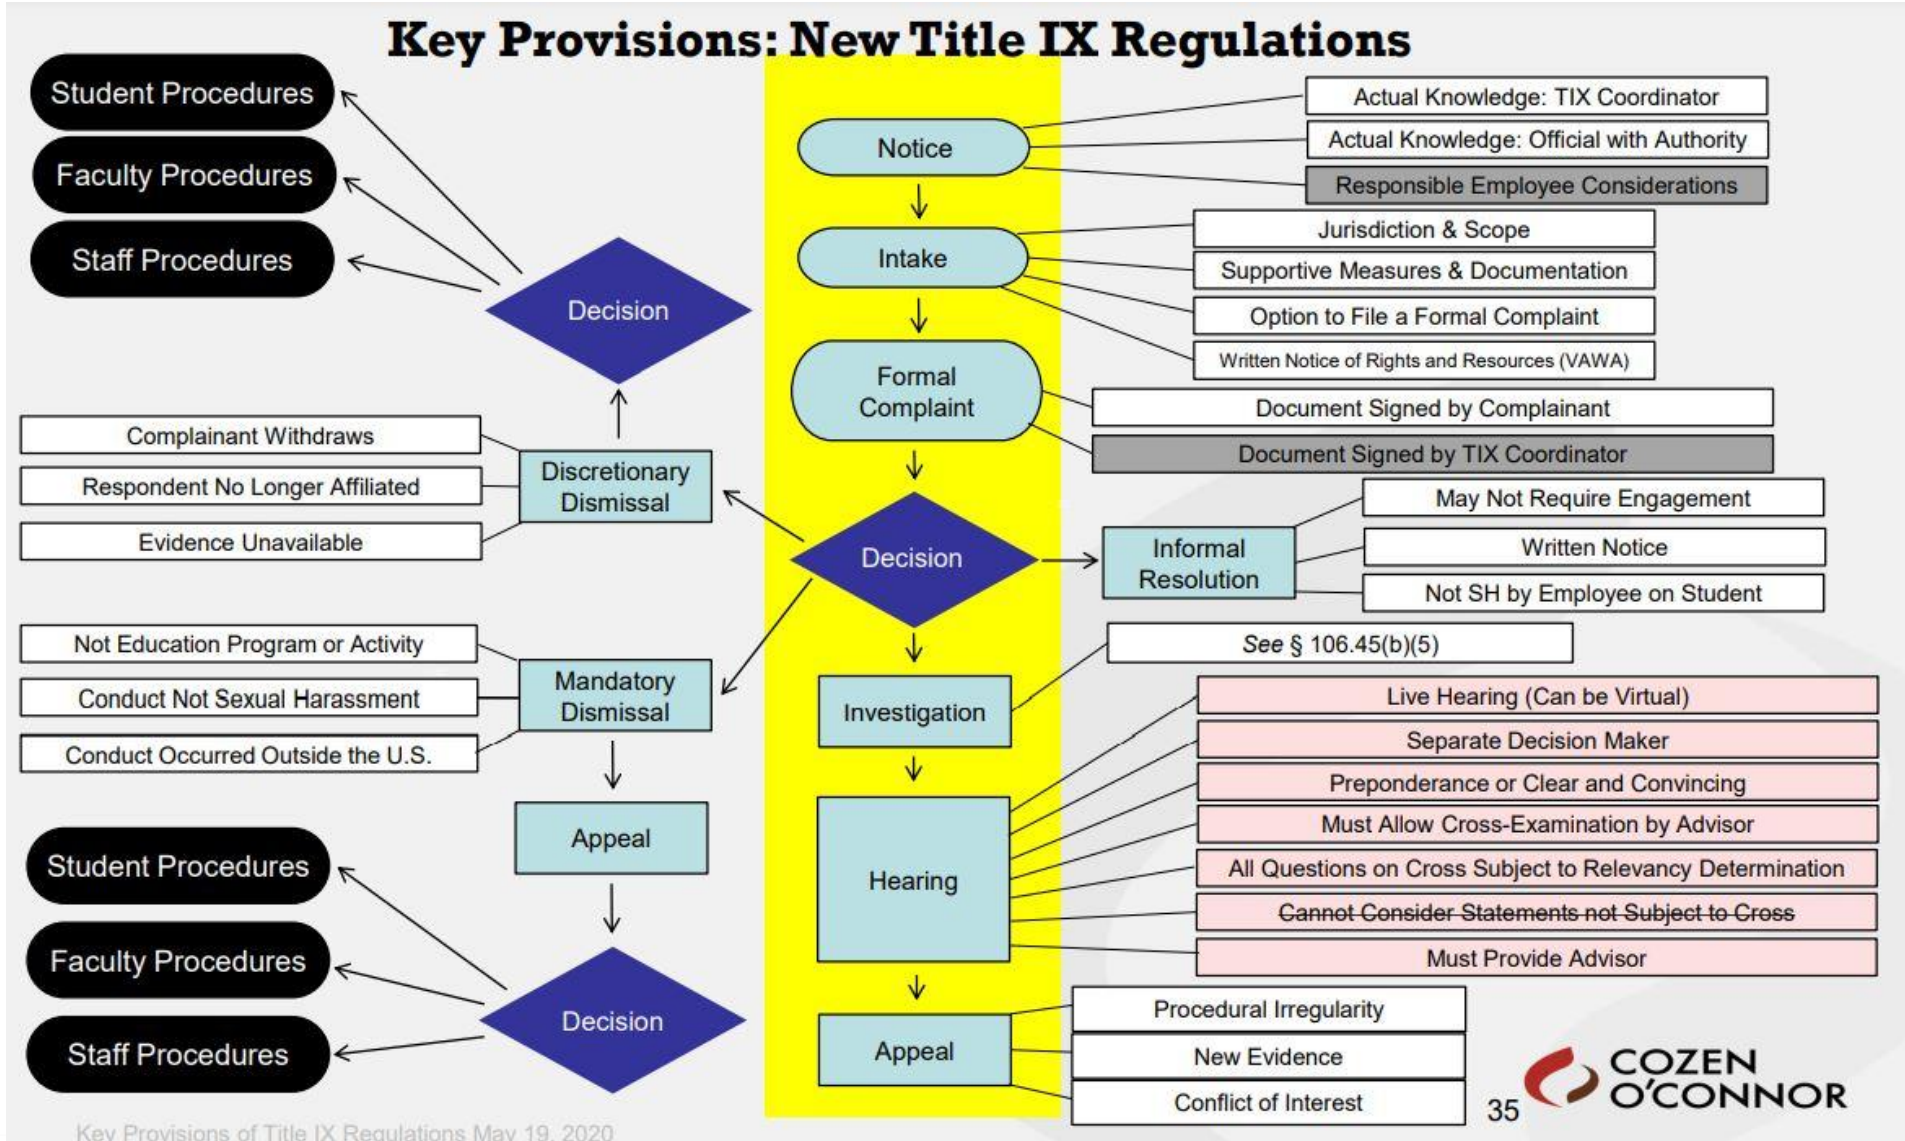 Key Provisions: New Title IX Regulations
Student Procedures
Faculty Procedures
Staff Procedures
Decision
Complainant Withdraws
Respondent No Longer Affiliated
Evidence Unavailable
Discretionary
Dismissal
Not Education Program or Activity
Conduct Not Sexual Harassment
Conduct Occurred Outside the U.S.
Mandatory
Dismissal
Appeal
Student Procedures
Faculty Procedures
Staff Procedures
Decision
Notice
Actual Knowledge: TIX Coordinator
Actual Knowledge: Official with Authority
Responsible Employee Considerations
Intake
Jurisdiction & Scope
Supportive Measures & Documentation
Option to File a Formal Complaint
Written Notice of Rights and Resources (VAWA)
Formal
Complaint
Document Signed by Complainant
Document Signed by TIX Coordinator
Decision
Informal
Resolution
May Not Require Engagement
Written Notice
Not SH by Employee on Student
Investigation
See § 106.45(b)(5)
Hearing
Live Hearing (Can be Virtual)
Separate Decision Maker
Preponderance or Clear and Convincing
Must Allow Cross-Examination by Advisor
All Questions on Cross Subject to Relevancy Determination
Cannot Consider Statements not Subject to Cross
Must Provide Advisor
Appeal
Procedural Irregularity
New Evidence
Conflict of Interest
35
COZEN
O'CONNOR
Key Provisions of Title IX Regulations May 19, 2020